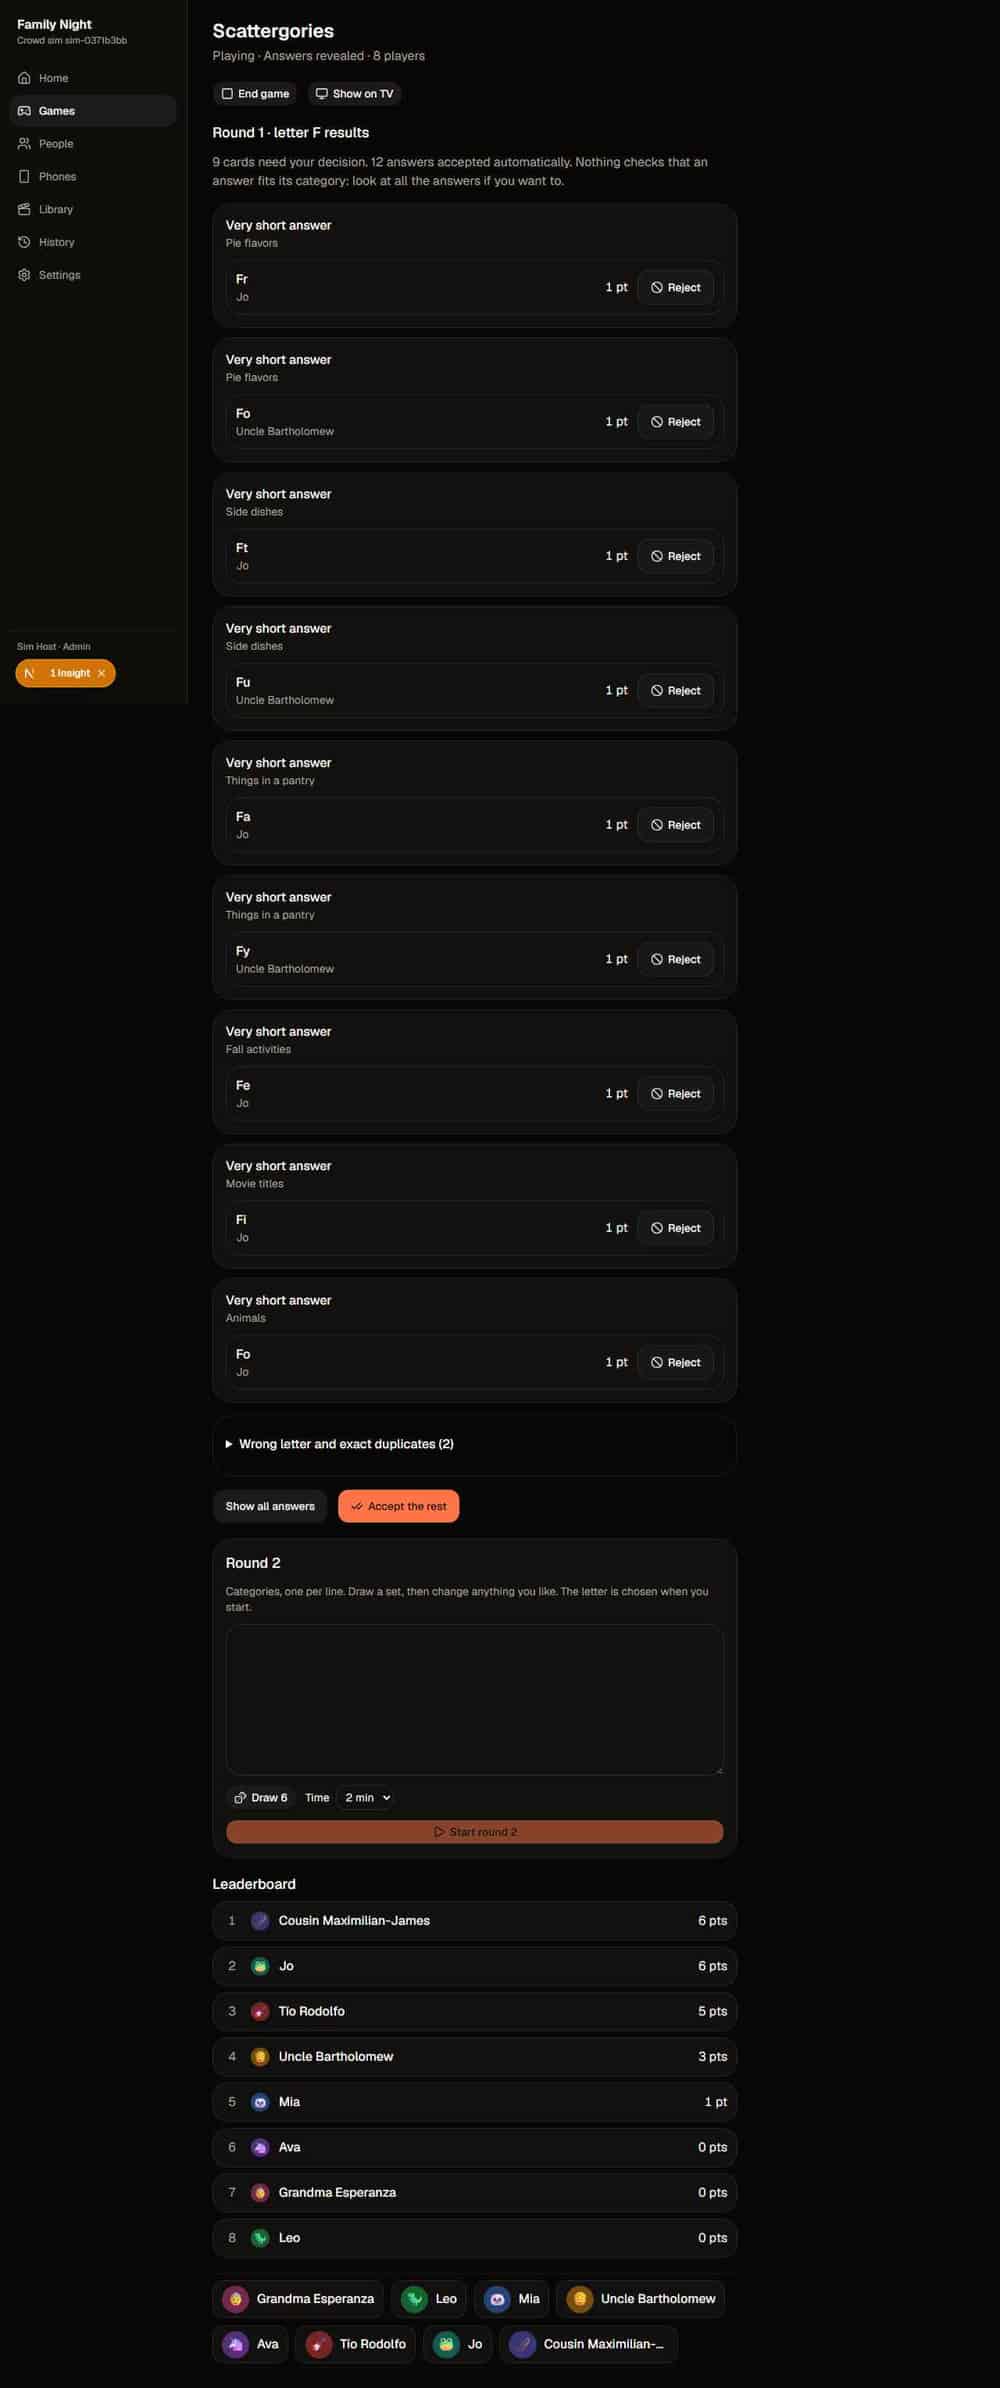 Family Night
Crowd sim sim-0371b3bb
Home
Games
People
Phones
Library
History
Settings
Sim Host · Admin
1 Insight
Scattergories
Playing · Answers revealed · 8 players
End game
Show on TV
Round 1 · letter F results
9 cards need your decision. 12 answers accepted automatically. Nothing checks that an
answer fits its category; look at all the answers if you want to.
Very short answer
Pie flavors
Fr
Jo
1 pt
Reject
Very short answer
Pie flavors
Fo
Uncle Bartholomew
1 pt
Reject
Very short answer
Side dishes
Ft
Jo
1 pt
Reject
Very short answer
Side dishes
Fu
Uncle Bartholomew
1 pt
Reject
Very short answer
Things in a pantry
Fa
Jo
1 pt
Reject
Very short answer
Things in a pantry
Fy
Uncle Bartholomew
1 pt
Reject
Very short answer
Fall activities
Fe
Jo
1 pt
Reject
Very short answer
Movie titles
Fi
Jo
1 pt
Reject
Very short answer
Animals
Fo
Jo
1 pt
Reject
Wrong letter and exact duplicates (2)
Show all answers
Accept the rest
Round 2
Categories, one per line. Draw a set, then change anything you like. The letter is chosen when you
start.
Draw 6
Time
2 min
Start round 2
Leaderboard
1 Cousin Maximilian-James 6 pts
2 Jo 6 pts
3 Tío Rodolfo 5 pts
4 Uncle Bartholomew 3 pts
5 Mia 1 pt
6 Ava 0 pts
7 Grandma Esperanza 0 pts
8 Leo 0 pts
Grandma Esperanza
Leo
Mia
Uncle Bartholomew
Ava
Tío Rodolfo
Jo
Cousin Maximilian-...